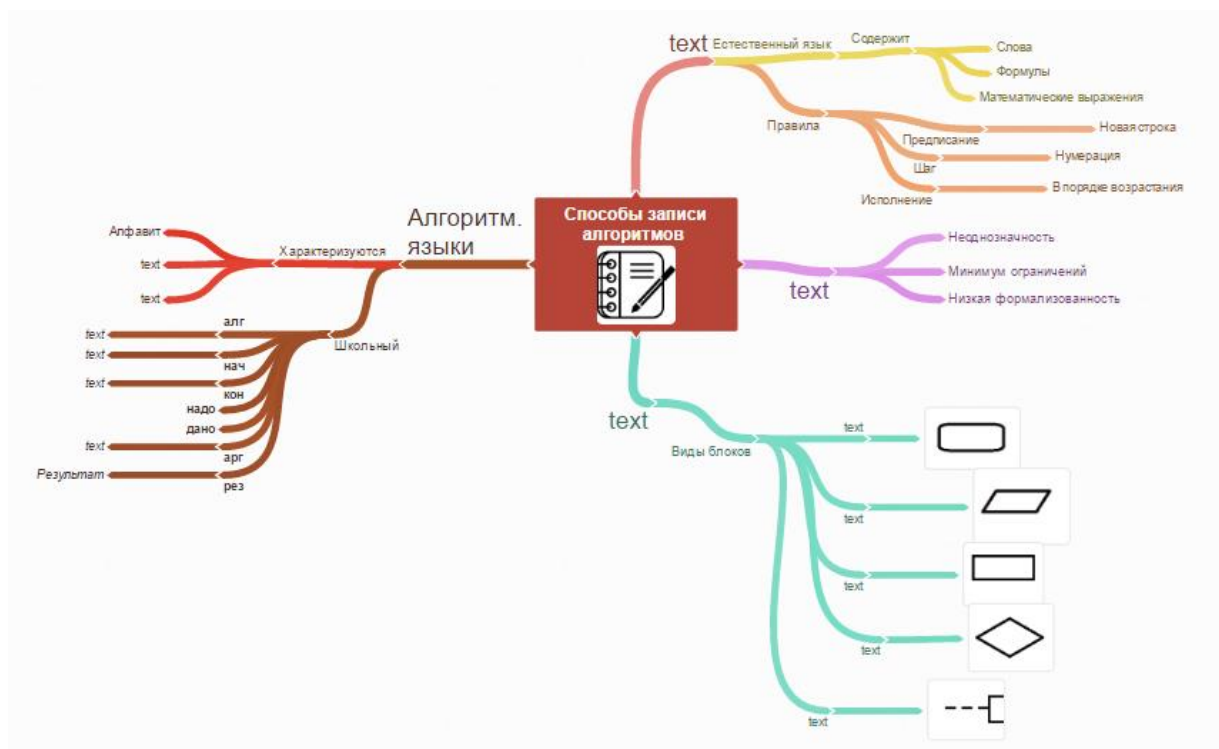 Способы записи
алгоритмов
text
Естественный язык
Содержит
Слова
Формулы
Математические выражения
Правила
Предписание
Новая строка
Шаг
Нумерация
Исполнение
В порядке возрастания
text
Неоднозначность
Минимум ограничений
Низкая формализованность
text
Виды блоков
text
text
text
text
text
Алгоритм.
языки
Характеризуются
Алфавит
text
text
Школьный
алг
text
нач
text
кон
text
надо
дано
арг
text
рез
Результат